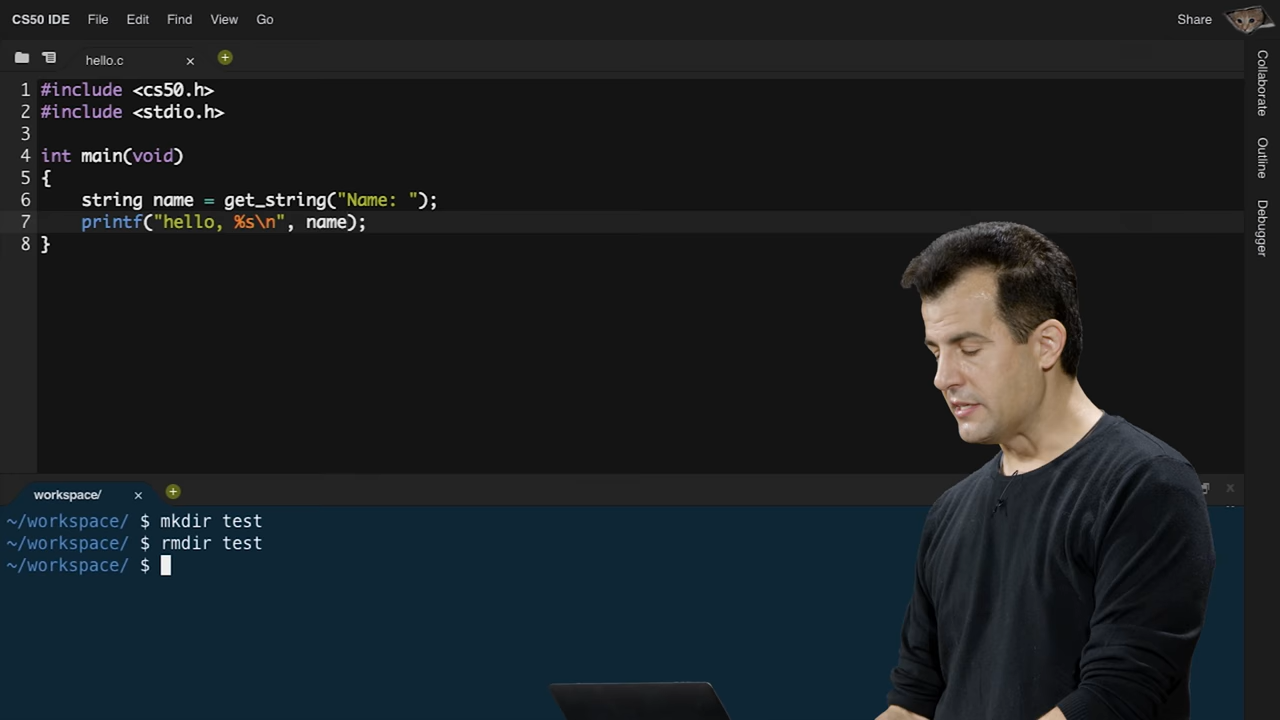 CS50 IDE File Edit Find View Go Share
hello.c
1 #include <cs50.h>
2 #include <stdio.h>
3
4 int main(void)
5 {
6     string name = get_string("Name: ");
7     printf("hello, %s\n", name);
8 }
Collaborate
Outline
Debugger
workspace/
~/workspace/ $ mkdir test
~/workspace/ $ rmdir test
~/workspace/ $